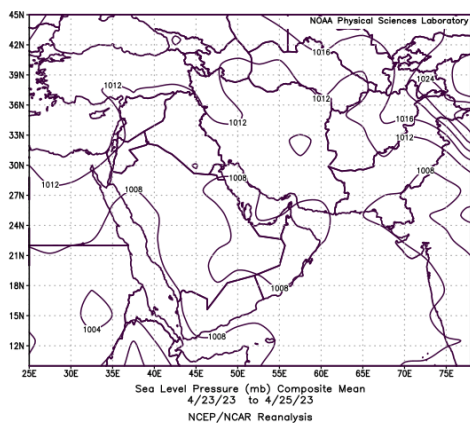 NOAA Physical Sciences Laboratory
45N
42N
39N
36N
33N
30N
27N
24N
21N
18N
15N
12N
1016
1024
1012
1012
1012
1016
1012
1012
1008
1008
1008
1008
1004
1008
25E 30E 35E 40E 45E 50E 55E 60E 65E 70E 75E
Sea Level Pressure (mb) Composite Mean
4/23/23 to 4/25/23
NCEP/NCAR Reanalysis